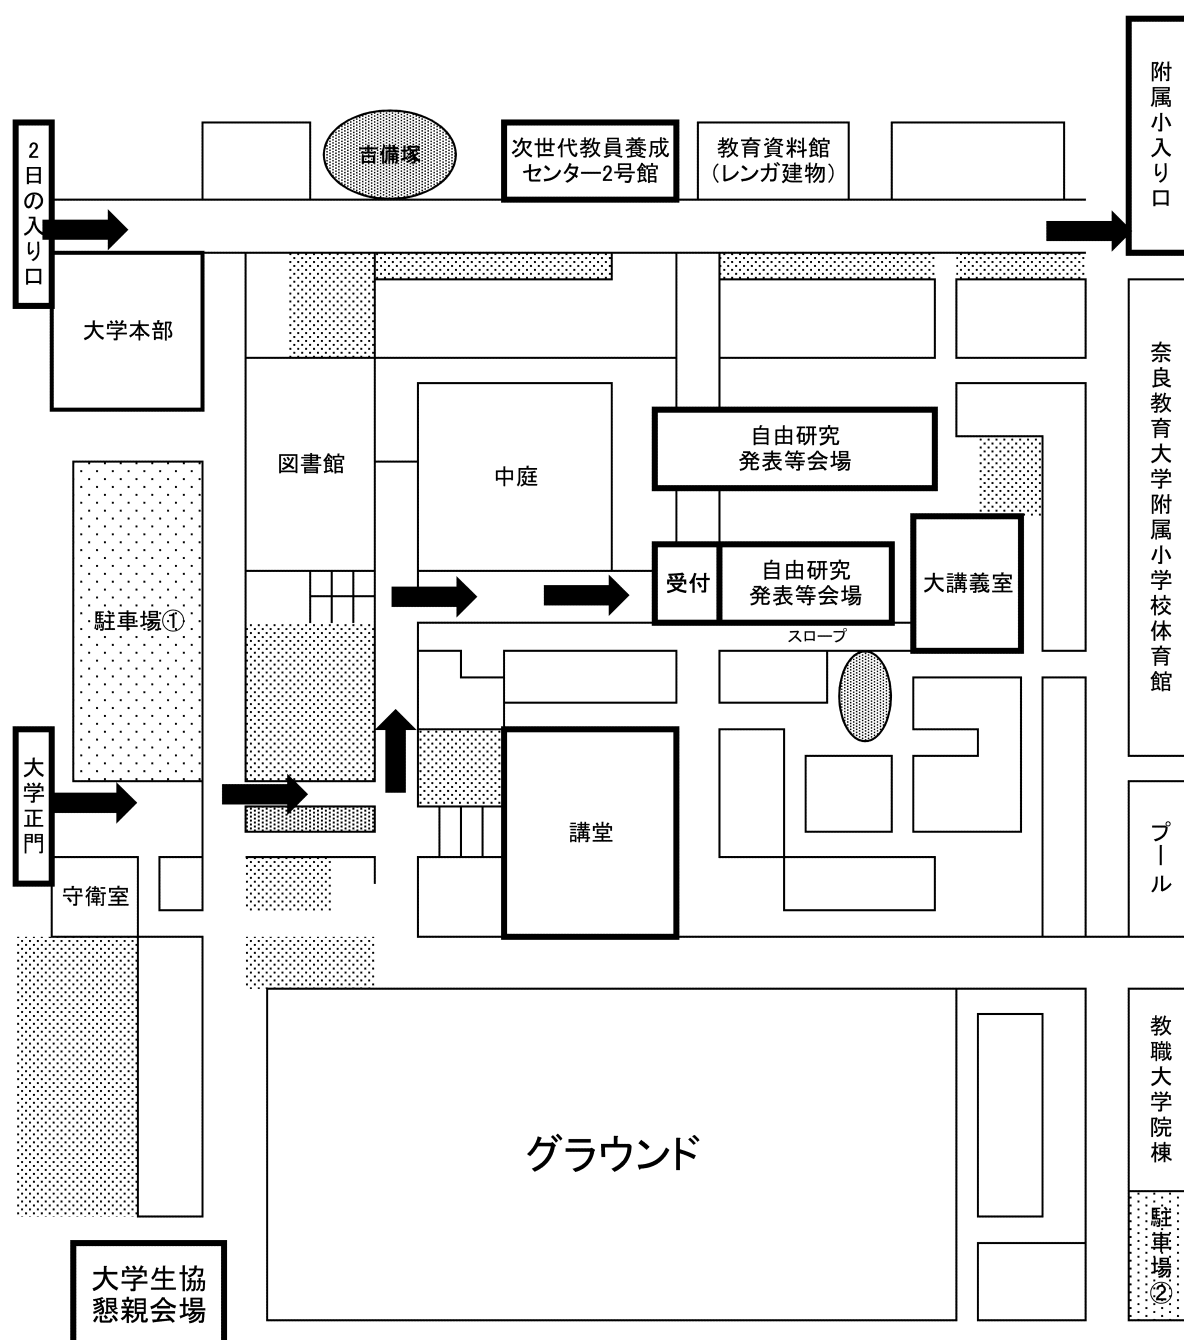 附属小入り口
2日の入り口
吉備塚
次世代教員養成
センター2号館
教育資料館
（レンガ建物）
大学本部
奈良教育大学附属小学校体育館
自由研究
発表等会場
図書館
中庭
受付
自由研究
発表等会場
大講義室
駐車場①
スロープ
大学正門
講堂
プール
守衛室
教職大学院棟
グラウンド
駐車場②
大学生協
懇親会場